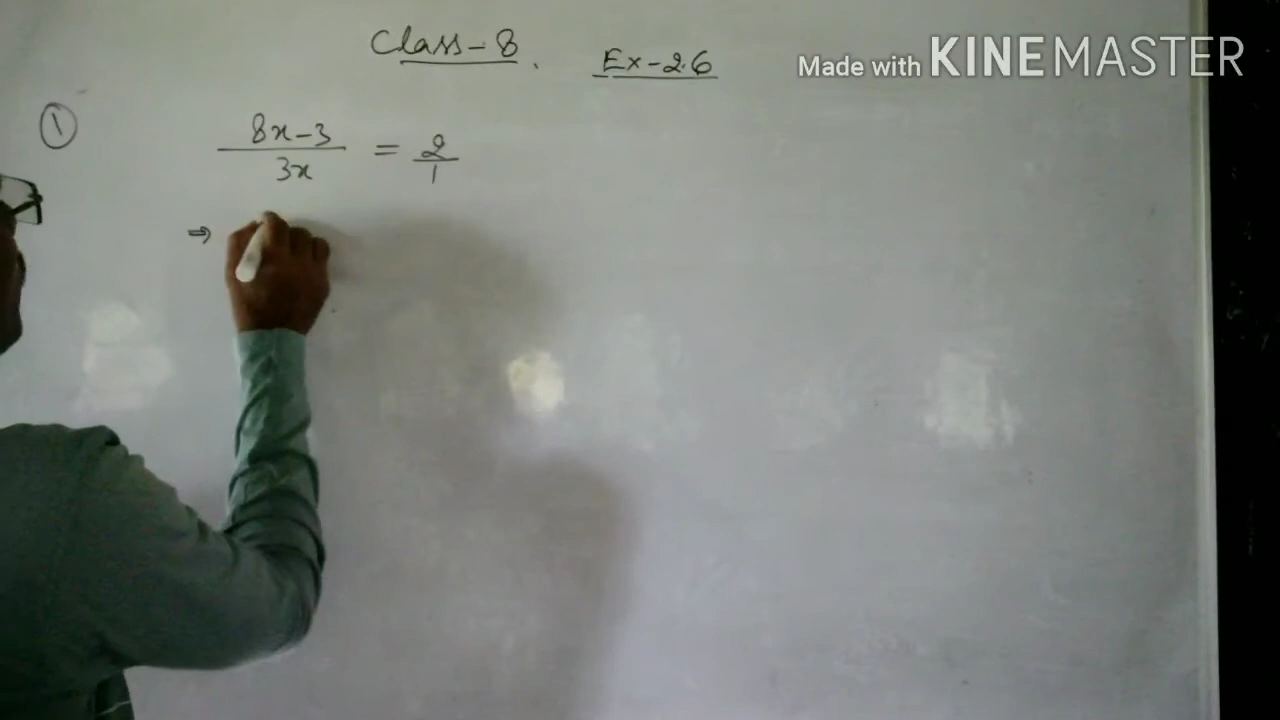 Class-8. Ex-2.6
Made with KINEMASTER
① 8x-3/3x = 2/1
⇒